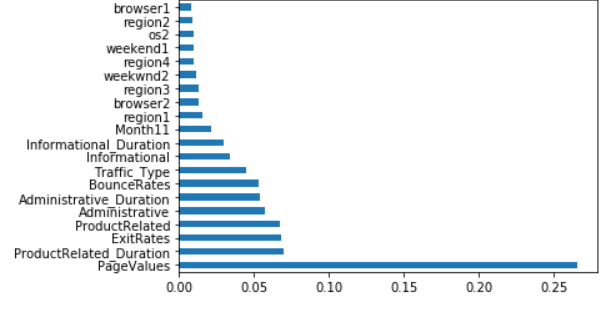 browser1
region2
os2
weekend1
region4
weekwnd2
region3
browser2
region1
Month11
Informational_Duration
Informational
Traffic_Type
BounceRates
Administrative_Duration
Administrative
ProductRelated
ExitRates
ProductRelated_Duration
PageValues
0.00 0.05 0.10 0.15 0.20 0.25